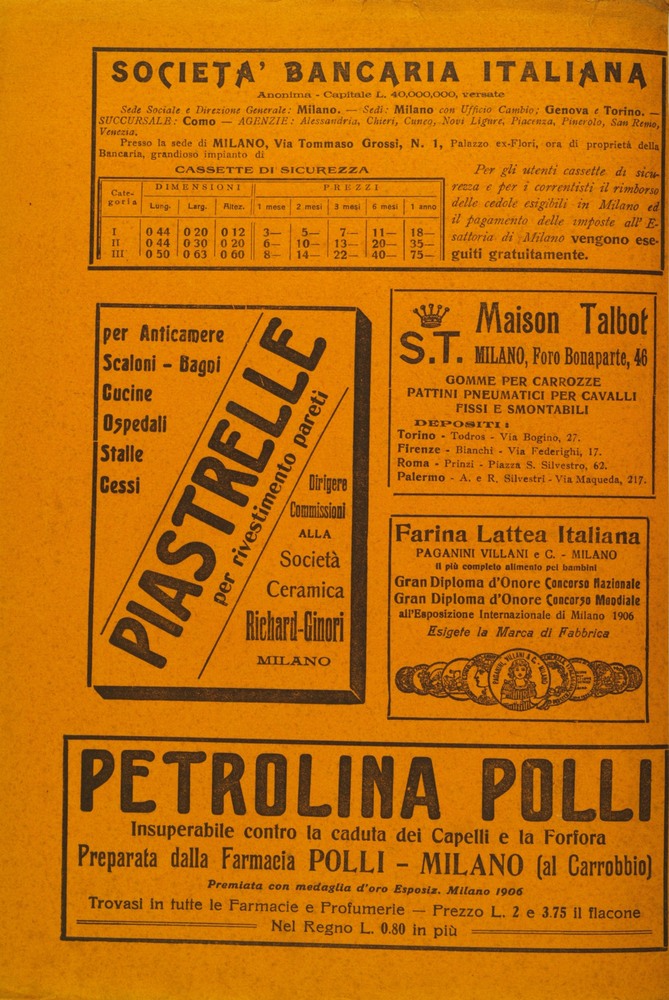 SOCIETA' BANCARIA ITALIANA
Anonima - Capitale L. 40,000,000, versate
Sede Sociale e Direzione Generale: Milano. — Sedi: Milano con Ufficio Cambio; Genova e Torino. —
SUCCURSALE: Como — AGENZIE: Alessandria, Chieri, Cuneo, Novi Ligure, Piacenza, Pinerolo, San Remo,
Venezia.
Presso la sede di MILANO, Via Tommaso Grossi, N. 1, Palazzo ex-Flori, ora di proprietà della
Bancaria, grandioso impianto di
CASSETTE DI SICUREZZA
Cate-goria | DIMENSIONI | PREZZI
Lung. | Larg. | Altez. | 1 mese | 2 mesi | 3 mesi | 6 mesi | 1 anno
I | 0 44 | 0 20 | 0 12 | 3— | 5— | 7— | 11— | 18—
II | 0 44 | 0 30 | 0 20 | 6— | 10— | 13— | 20— | 35—
III | 0 50 | 0 63 | 0 60 | 8— | 14— | 22— | 40— | 75—
Per gli utenti cassette di sicu-
rezza e per i correntisti il rimborso
delle cedole esigibili in Milano ed
il pagamento delle imposte all' E-
sattoria di Milano vengono ese-
guiti gratuitamente.
per Anticamere
Scaloni - Bagni
Cucine
Ospedali
Stalle
Cessi
PIASTRELLE
per rivestimento pareti
Dirigere
Commissioni
ALLA
Società
Ceramica
Richard-Ginori
MILANO
S.T. Maison Talbot
MILANO, Foro Bonaparte, 46
GOMME PER CARROZZE
PATTINI PNEUMATICI PER CAVALLI
FISSI E SMONTABILI
DEPOSITI:
Torino - Todros - Via Bogino, 27.
Firenze - Bianchi - Via Federighi, 17.
Roma - Prinzi - Piazza S. Silvestro, 62.
Palermo - A. e R. Silvestri - Via Maqueda, 217.
Farina Lattea Italiana
PAGANINI VILLANI e C. - MILANO
Il più completo alimento pei bambini
Gran Diploma d'Onore Concorso Nazionale
Gran Diploma d'Onore Concorso Mondiale
all'Esposizione Internazionale di Milano 1906
Esigete la Marca di Fabbrica
PAGANINI, VILLANI & C. - MILANO
PETROLINA POLLI
Insuperabile contro la caduta dei Capelli e la Forfora
Preparata dalla Farmacia POLLI - MILANO (al Carrobbio)
Premiata con medaglia d'oro Esposiz. Milano 1906
Trovasi in tutte le Farmacie e Profumerie — Prezzo L. 2 e 3.75 il flacone
Nel Regno L. 0.80 in più